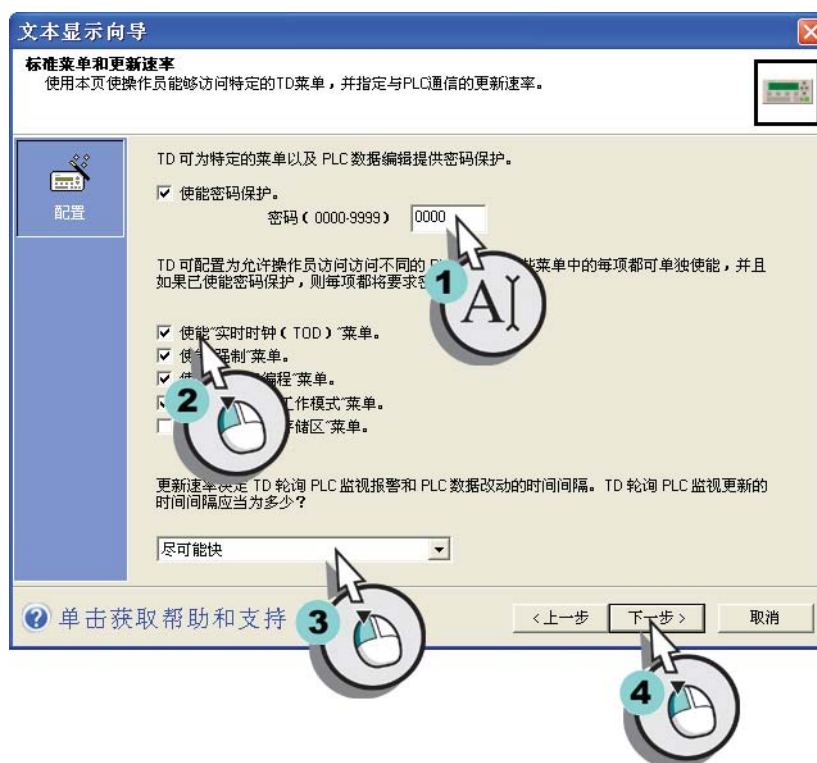 文本显示向导
标准菜单和更新速率
使用本页使操作员能够访问特定的TD菜单，并指定与PLC通信的更新速率。
配置
TD 可为特定的菜单以及 PLC 数据编辑提供密码保护。
使能密码保护。
密码（0000-9999） 0000
TD 可配置为允许操作员访问访问不同的 菜单中的每项都可单独使能，并且
如果已使能密码保护，则每项都将要求
1
A
使能"实时时钟（TOD）"菜单。
强制"菜单。
编程"菜单。
2
工作模式"菜单。
储区"菜单。
更新速率决定 TD 轮询 PLC 监视报警和 PLC 数据改动的时间间隔。TD 轮询 PLC 监视更新的
时间间隔应当为多少？
尽可能快
3
单击获取帮助和支持
<上一步 下一步> 取消
4